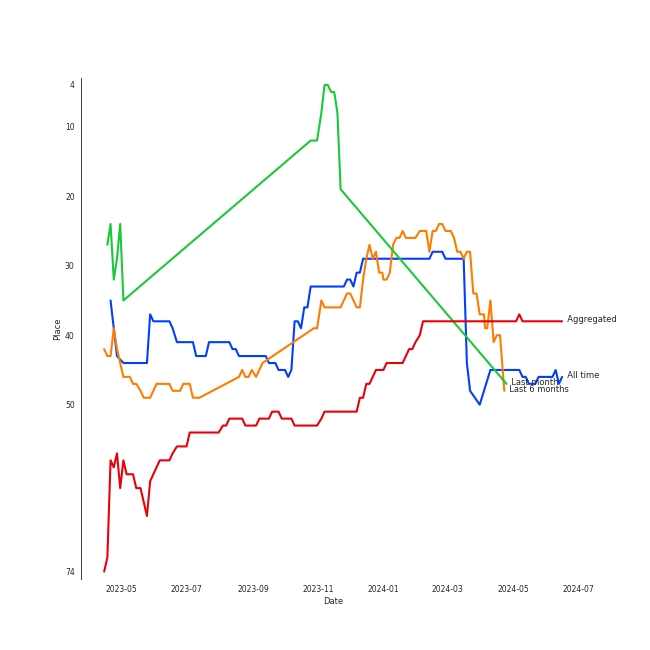 4
10
20
30
40
50
74
Place
2023-05
2023-07
2023-09
2023-11
2024-01
2024-03
2024-05
2024-07
Date
Aggregated
All time
Last month
Last 6 months